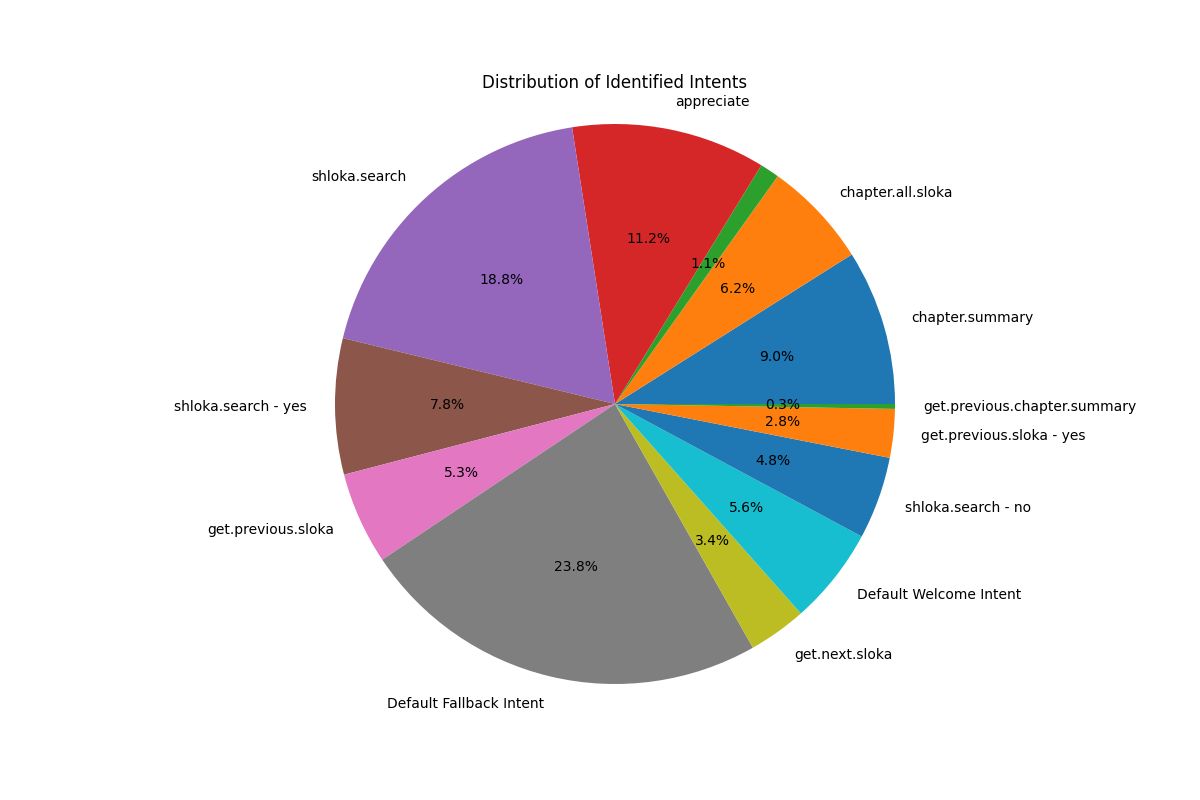 Distribution of Identified Intents
appreciate
shloka.search
chapter.all.sloka
11.2%
1.1%
18.8%
6.2%
chapter.summary
9.0%
shloka.search - yes
7.8%
0.3%
get.previous.chapter.summary
2.8%
get.previous.sloka - yes
5.3%
4.8%
get.previous.sloka
5.6%
shloka.search - no
3.4%
23.8%
Default Welcome Intent
get.next.sloka
Default Fallback Intent